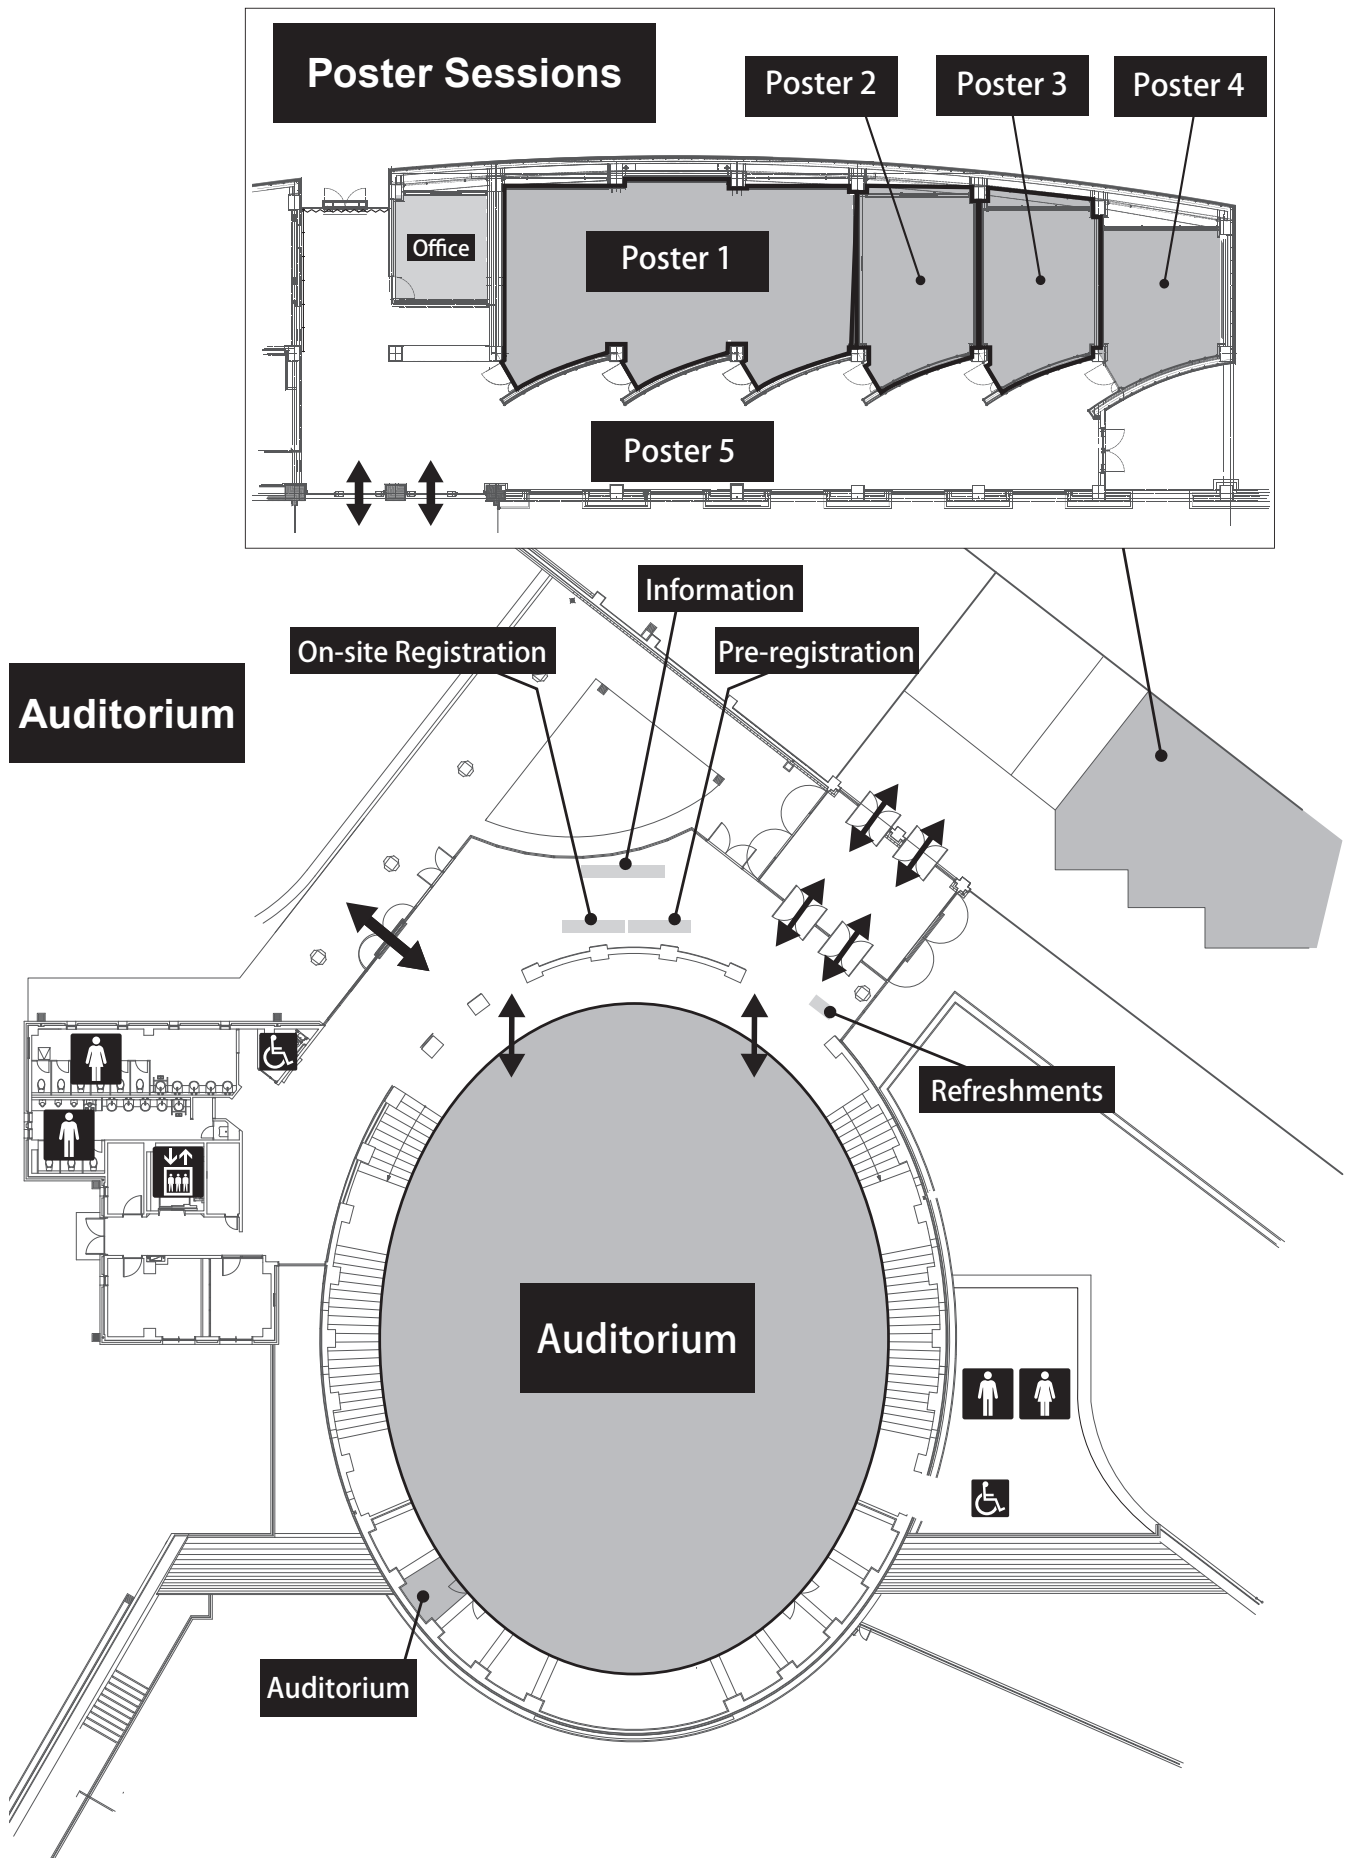 Poster Sessions
Poster 2
Poster 3
Poster 4
Office
Poster 1
Poster 5
Information
On-site Registration
Pre-registration
Auditorium
Refreshments
Auditorium
Auditorium